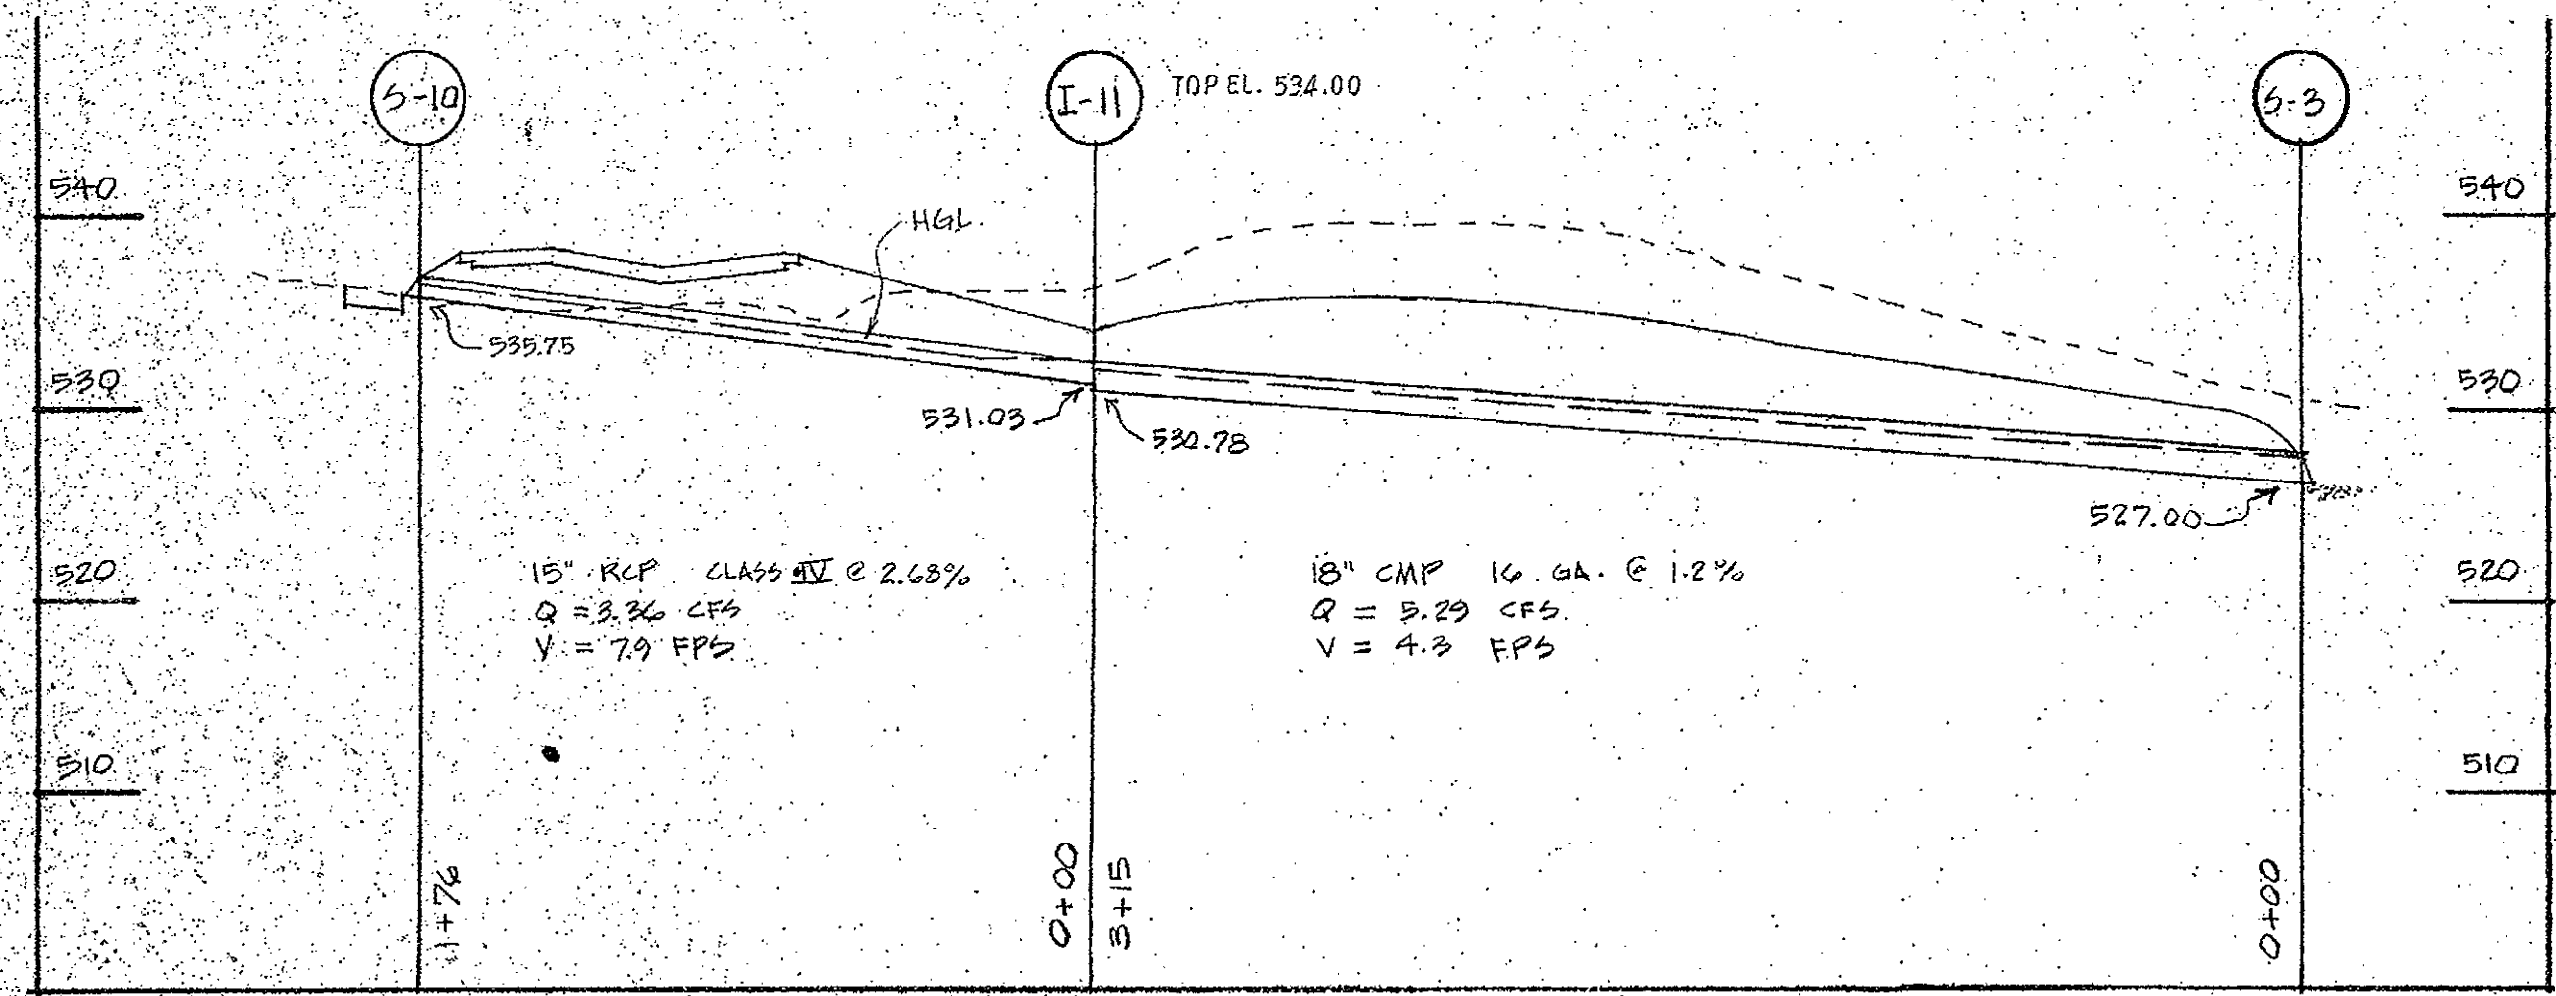 S-10
I-11
TOP EL. 534.00
S-3
540
540
HGL
535.75
530
530
531.03
530.78
527.00
520
520
15" RCP CLASS IV @ 2.68%
Q = 3.36 CFS
V = 7.9 FPS
18" CMP 16 GA. @ 1.2%
Q = 5.29 CFS
V = 4.3 FPS
510
510
1+76
0+00
3+15
0+00